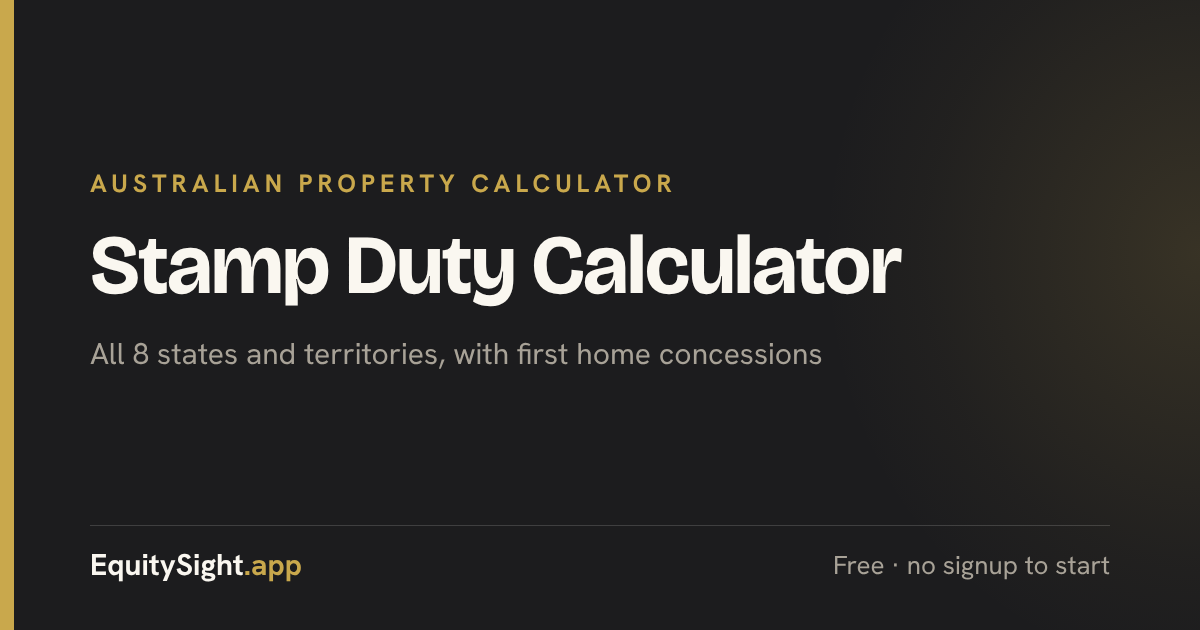 AUSTRALIAN PROPERTY CALCULATOR
Stamp Duty Calculator
All 8 states and territories, with first home concessions
EquitySight.app
Free · no signup to start